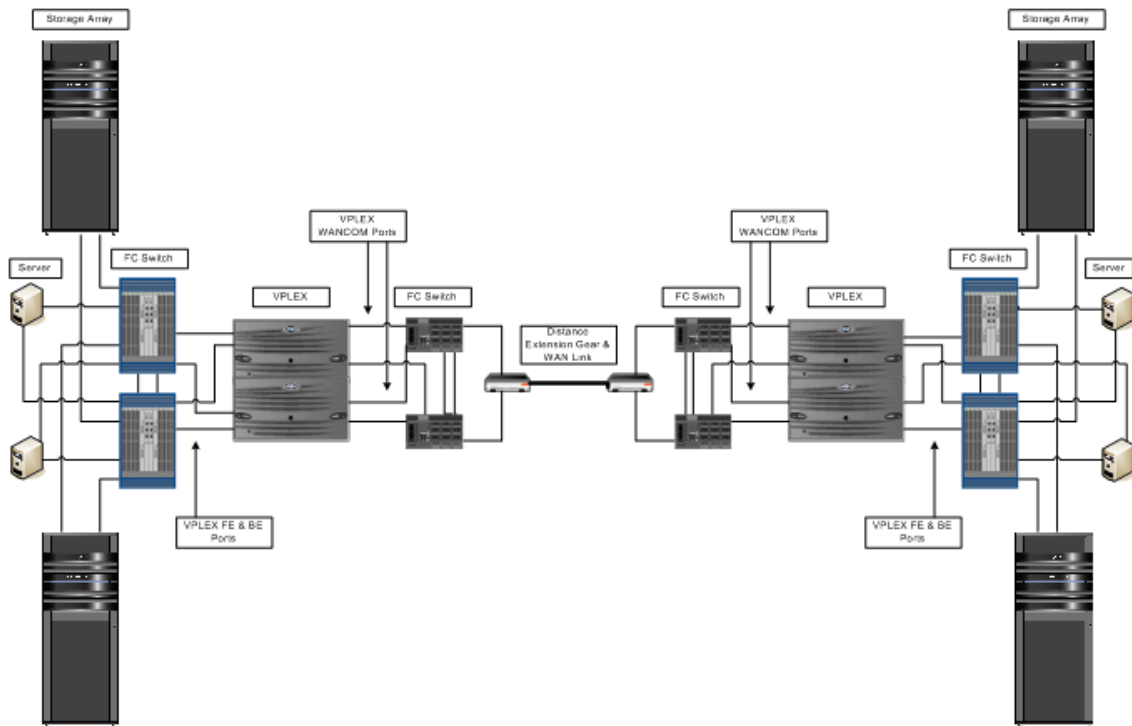 Storage Array
Storage Array
VPLEX
WANCOM Ports
VPLEX
WANCOM Ports
FC Switch
FC Switch
Server
Server
VPLEX
FC Switch
FC Switch
VPLEX
Distance
Extension Gear &
WAN Link
VPLEX FE & BE
Ports
VPLEX FE & BE
Ports